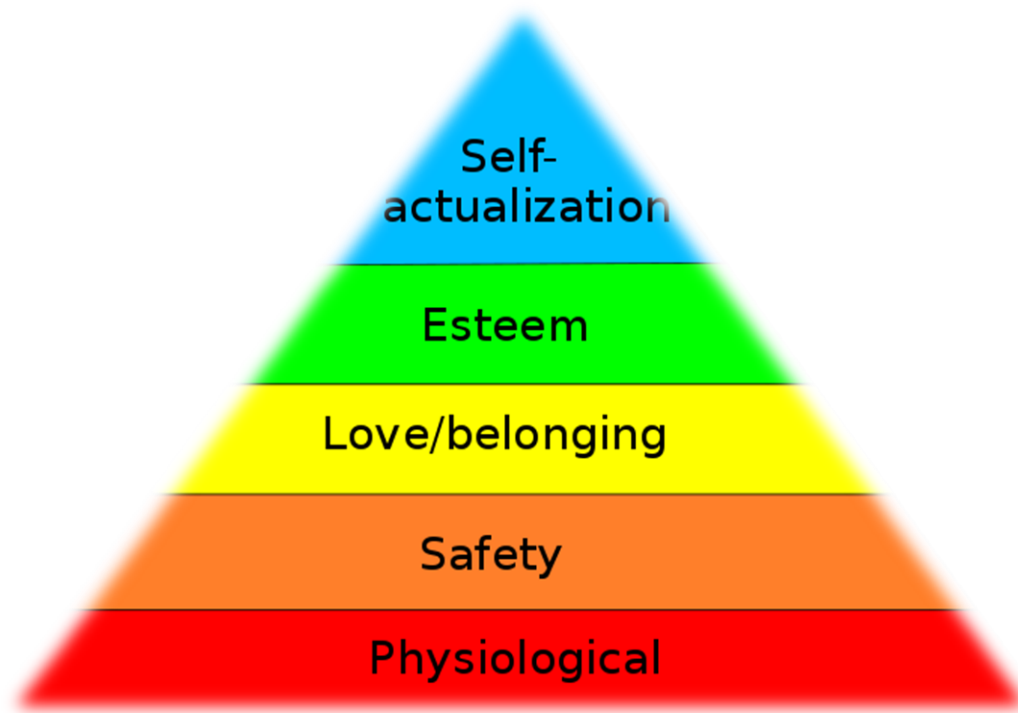 Self-
actualization
Esteem
Love/belonging
Safety
Physiological